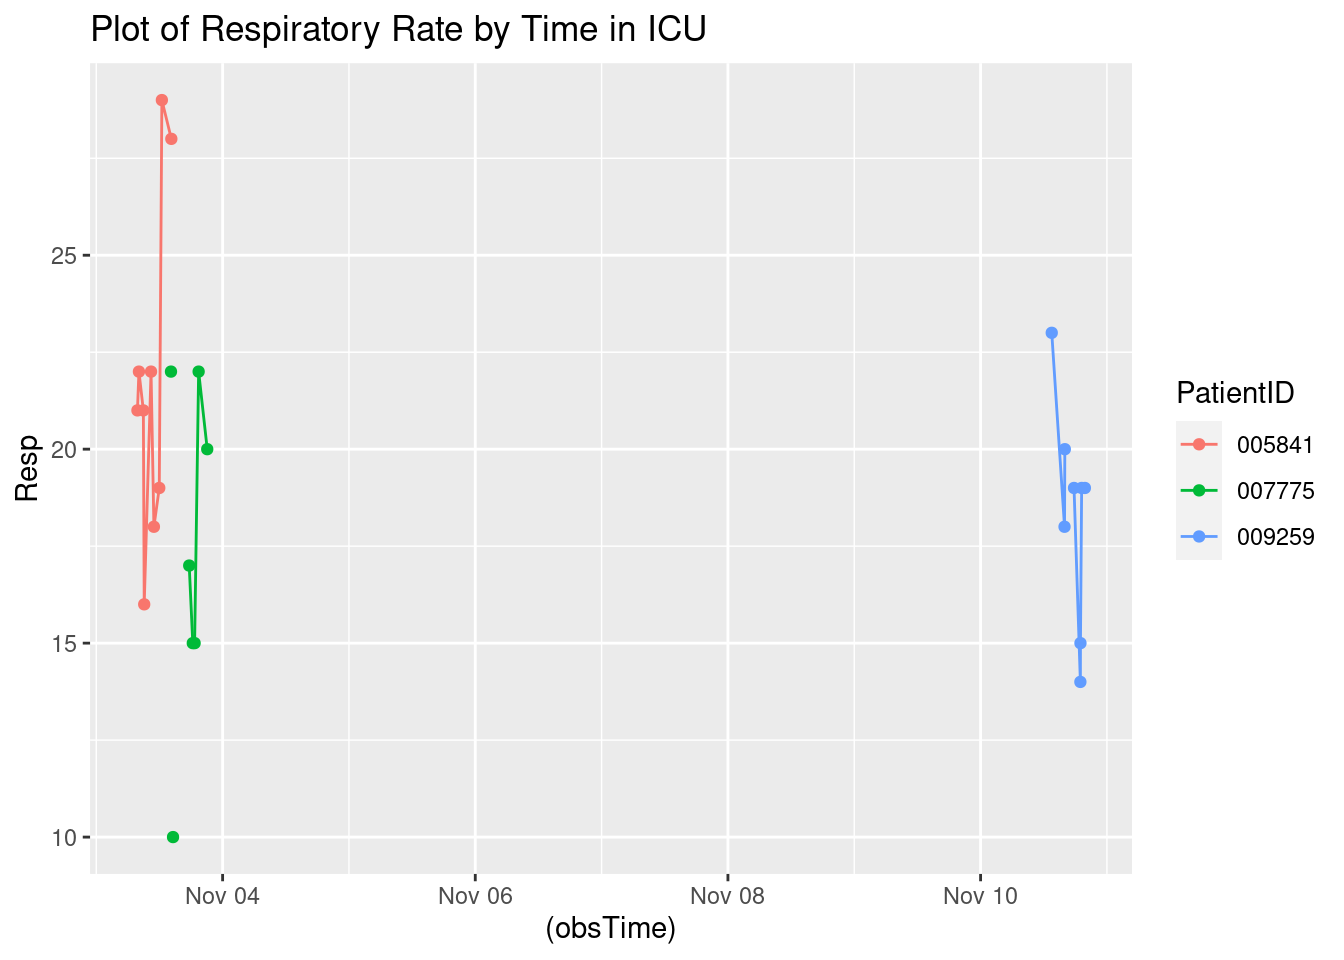 Plot of Respiratory Rate by Time in ICU
25
20
15
10
Resp
Nov 04 Nov 06 Nov 08 Nov 10
(obsTime)
PatientID
005841
007775
009259